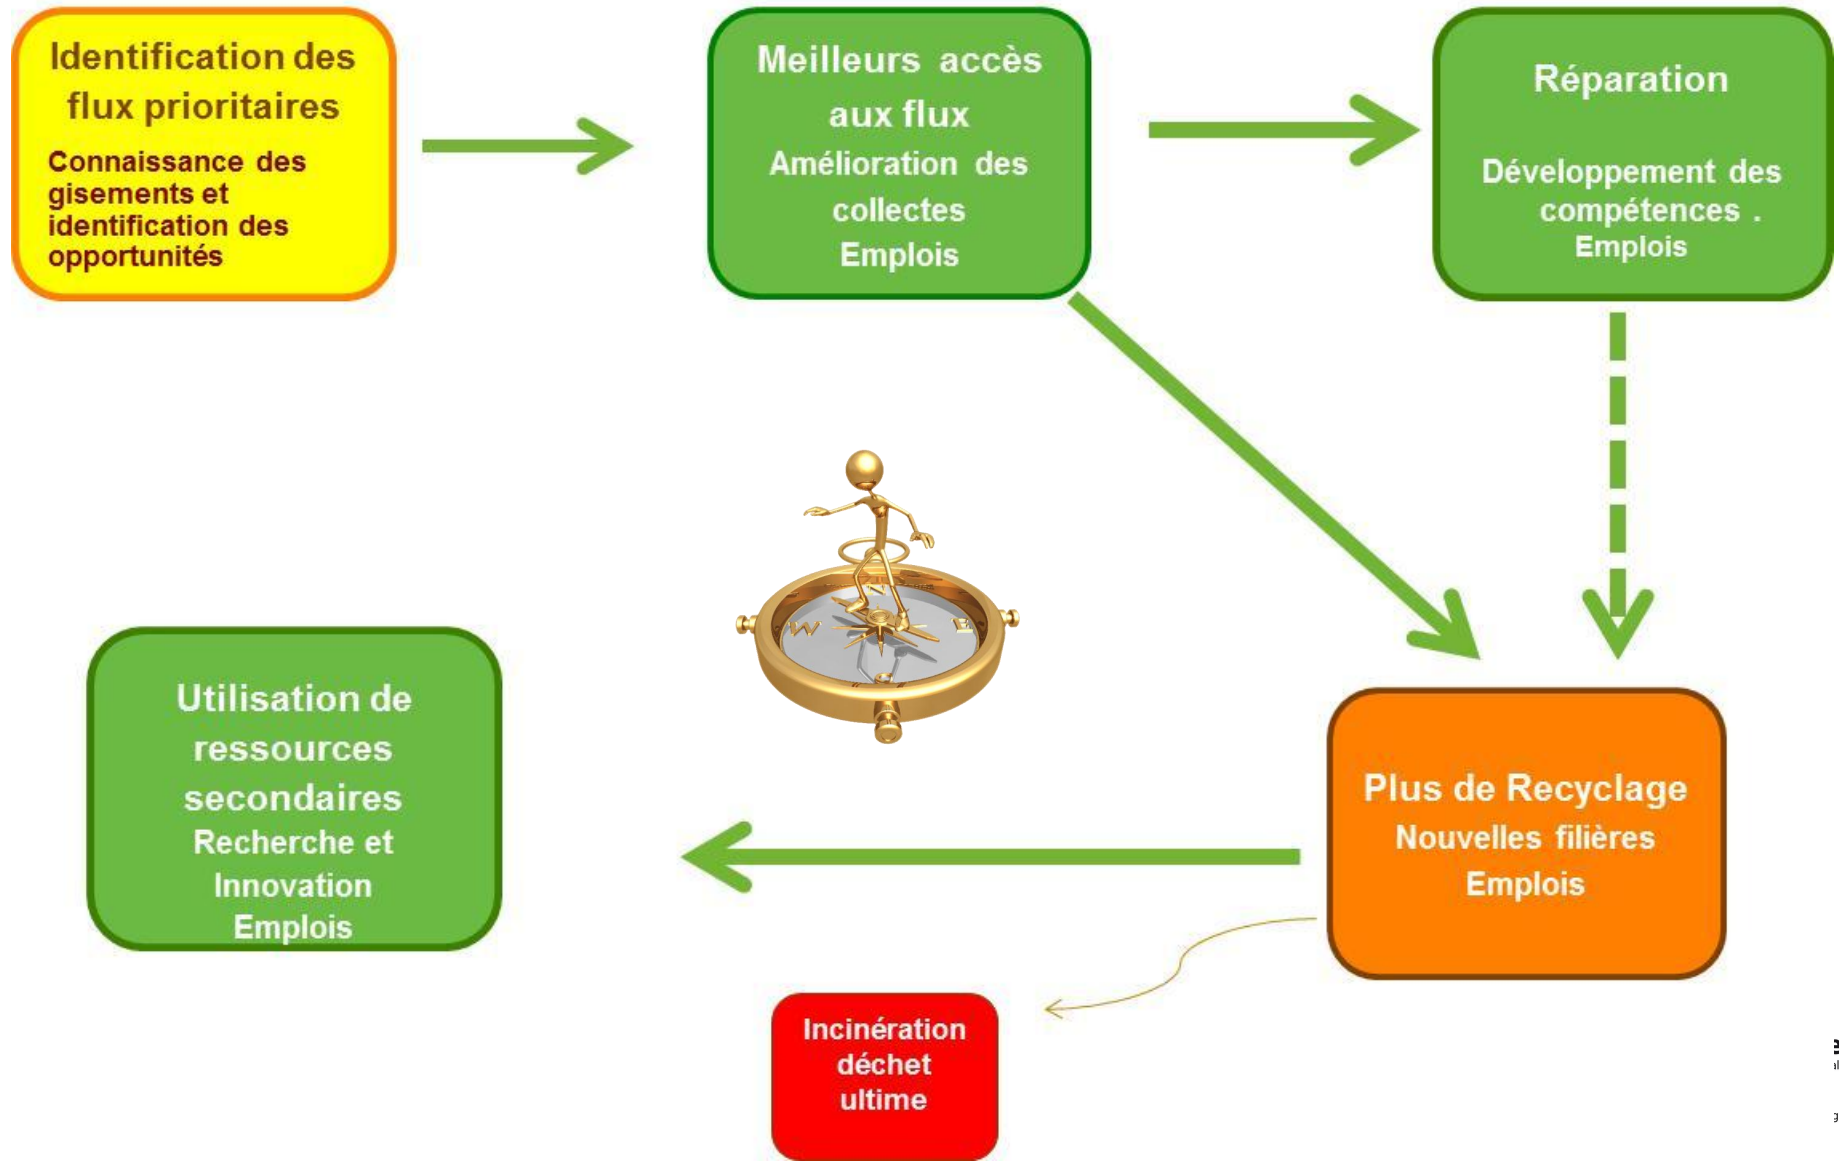 Identification des
flux prioritaires
Connaissance des
gisements et
identification des
opportunités
Meilleurs accès
aux flux
Amélioration des
collectes
Emplois
Réparation
Développement des
compétences .
Emplois
N
W
E
S
Utilisation de
ressources
secondaires
Recherche et
Innovation
Emplois
Plus de Recyclage
Nouvelles filières
Emplois
Incinération
déchet
ultime